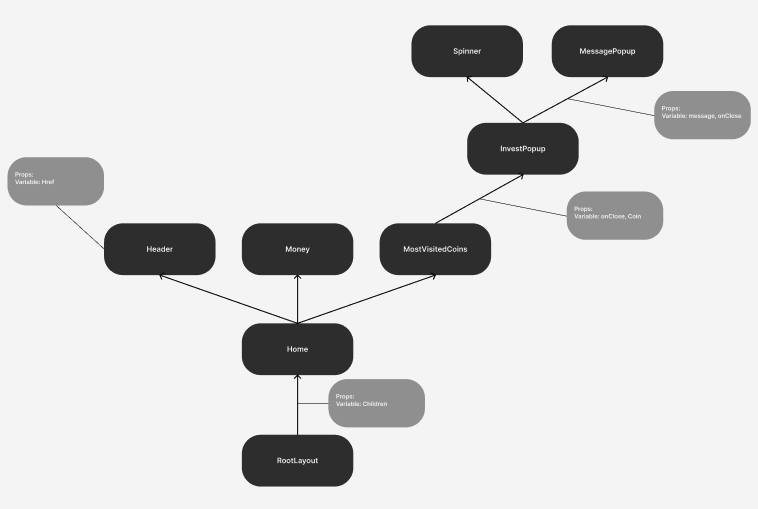 Spinner
MessagePopup
Props:
Variable: message, onClose
InvestPopup
Props:
Variable: Href
Props:
Variable: onClose, Coin
Header
Money
MostVisitedCoins
Home
Props:
Variable: Children
RootLayout